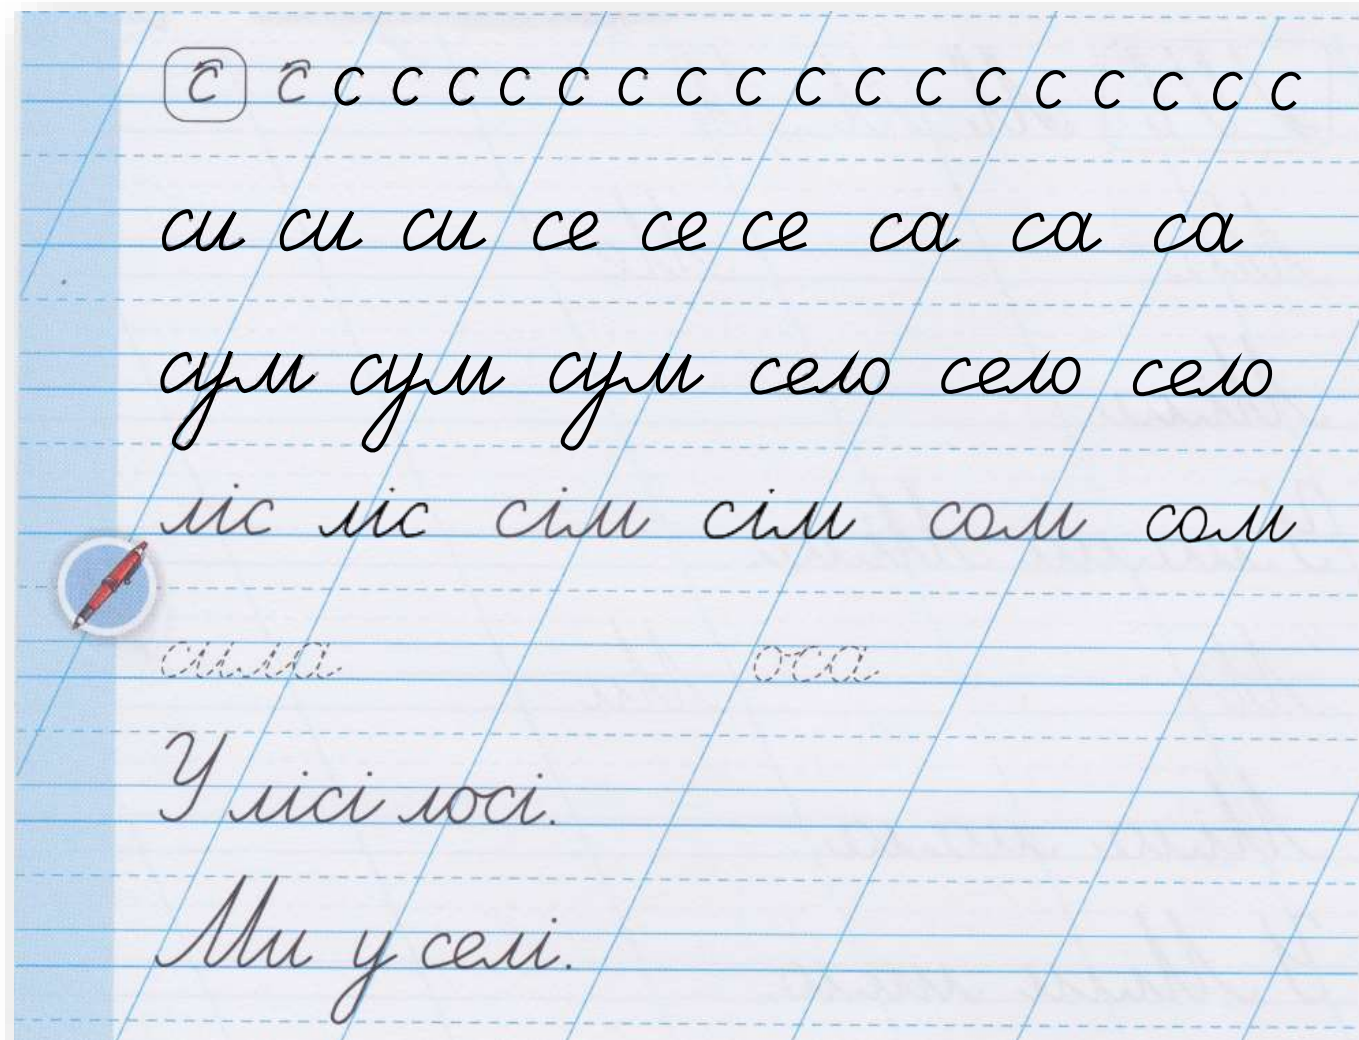 с с с с с с с с с с с с с с с с с с с
си си си се се се са са са
сум сум сум село село село
ліс ліс сім сім сом сом
сила оса
У лісі лосі.
Ми у селі.